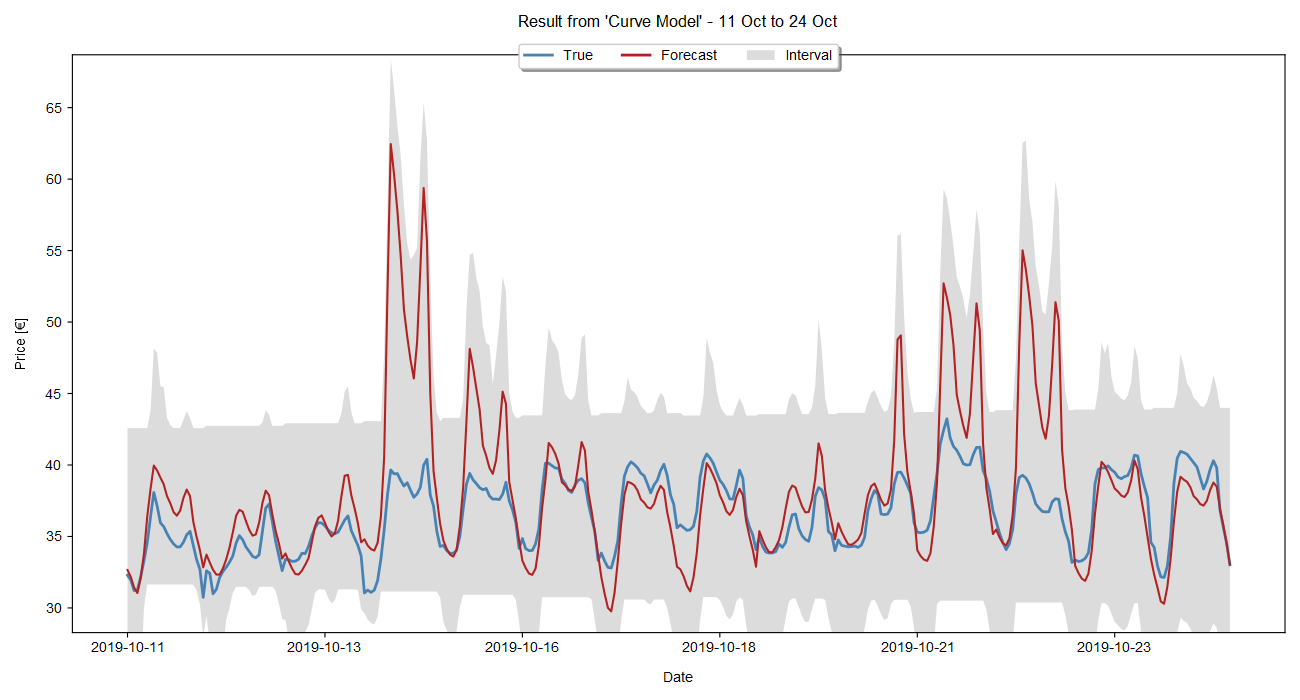 Result from 'Curve Model' - 11 Oct to 24 Oct
True Forecast Interval
65
60
55
50
45
40
35
30
Price [€]
2019-10-11 2019-10-13 2019-10-16 2019-10-18 2019-10-21 2019-10-23
Date